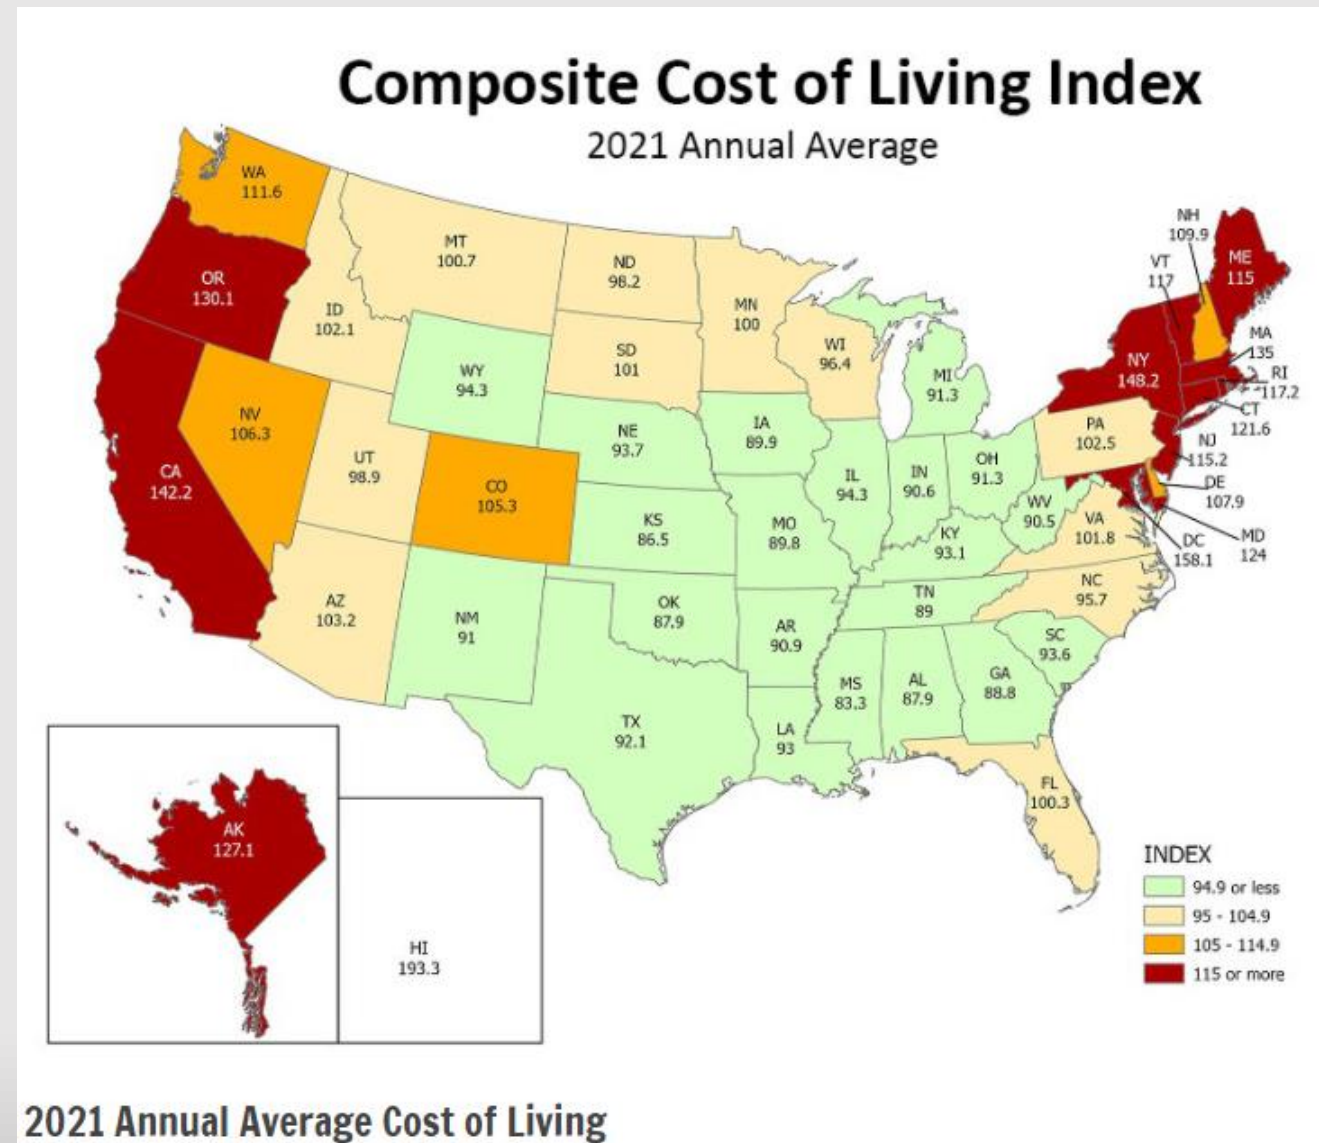 Composite Cost of Living Index
2021 Annual Average
WA
111.6
OR
130.1
CA
142.2
NV
106.3
ID
102.1
MT
100.7
WY
94.3
UT
98.9
CO
105.3
AZ
103.2
NM
91
ND
98.2
SD
101
NE
93.7
KS
86.5
OK
87.9
TX
92.1
MN
100
IA
89.9
MO
89.8
AR
90.9
LA
93
WI
96.4
IL
94.3
MI
91.3
IN
90.6
OH
91.3
KY
93.1
TN
89
MS
83.3
AL
87.9
GA
88.8
FL
100.3
SC
93.6
NC
95.7
VA
101.8
WV
90.5
PA
102.5
NY
148.2
VT
117
NH
109.9
ME
115
MA
135
RI
117.2
CT
121.6
NJ
115.2
DE
107.9
MD
124
DC
158.1
AK
127.1
HI
193.3
INDEX
94.9 or less
95 - 104.9
105 - 114.9
115 or more
2021 Annual Average Cost of Living